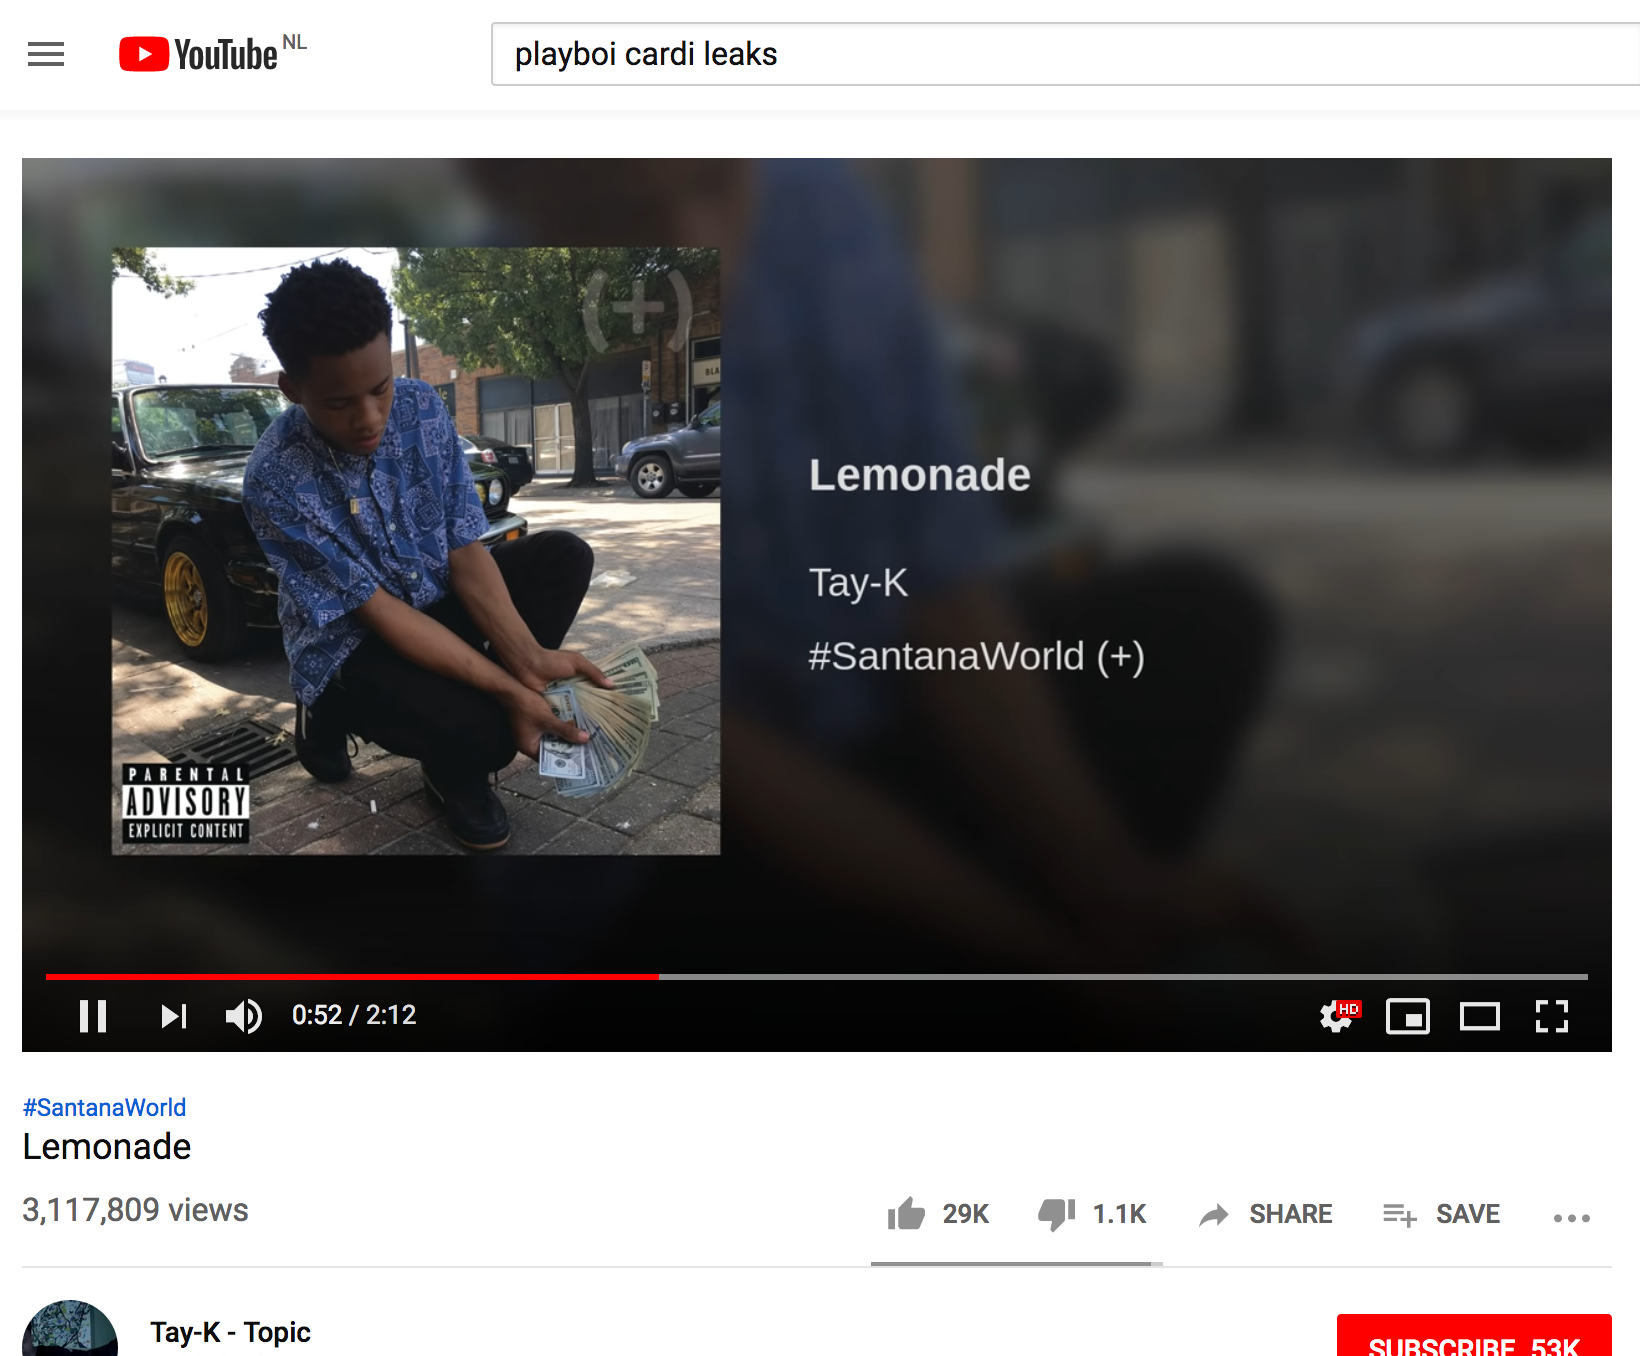 YouTube NL
playboi cardi leaks
(+)
BLA
Lemonade
Tay-K
#SantanaWorld (+)
PARENTAL
ADVISORY
EXPLICIT CONTENT
0:52 / 2:12
HD
#SantanaWorld
Lemonade
3,117,809 views
29K
1.1K
SHARE
SAVE
Tay-K - Topic
SUBSCRIBE 53K